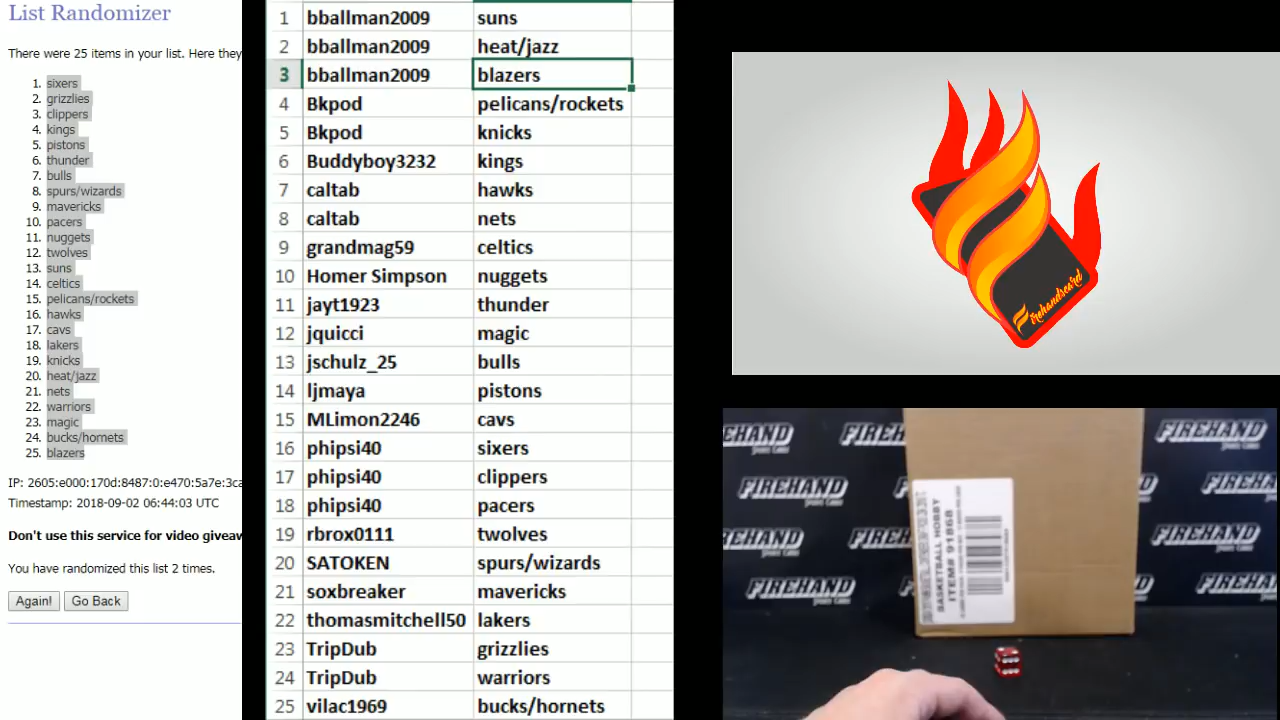 List Randomizer
There were 25 items in your list. Here they
1. sixers
2. grizzlies
3. clippers
4. kings
5. pistons
6. thunder
7. bulls
8. spurs/wizards
9. mavericks
10. pacers
11. nuggets
12. twolves
13. suns
14. celtics
15. pelicans/rockets
16. hawks
17. cavs
18. lakers
19. knicks
20. heat/jazz
21. nets
22. warriors
23. magic
24. bucks/hornets
25. blazers
IP: 2605:e000:170d:8487:0:e470:5a7e:3ca
Timestamp: 2018-09-02 06:44:03 UTC
Don't use this service for video giveaw
You have randomized this list 2 times.
Again! Go Back
1 bballman2009 suns
2 bballman2009 heat/jazz
3 bballman2009 blazers
4 Bkpod pelicans/rockets
5 Bkpod knicks
6 Buddyboy3232 kings
7 caltab hawks
8 caltab nets
9 grandmag59 celtics
10 Homer Simpson nuggets
11 jayt1923 thunder
12 jquicci magic
13 jschulz_25 bulls
14 ljmaya pistons
15 MLimon2246 cavs
16 phipsi40 sixers
17 phipsi40 clippers
18 phipsi40 pacers
19 rbrox0111 twolves
20 SATOKEN spurs/wizards
21 soxbreaker mavericks
22 thomasmitchell50 lakers
23 TripDub grizzlies
24 TripDub warriors
25 vilac1969 bucks/hornets
Firehandscard
FIREHAND
FIREHAND
FIREHAND
FIREHAND
FIREHAND
FIREHAND
FIREHAND
FIREHAND
FIREHAND
BASKETBALL HOBBY
ITEM# 91868